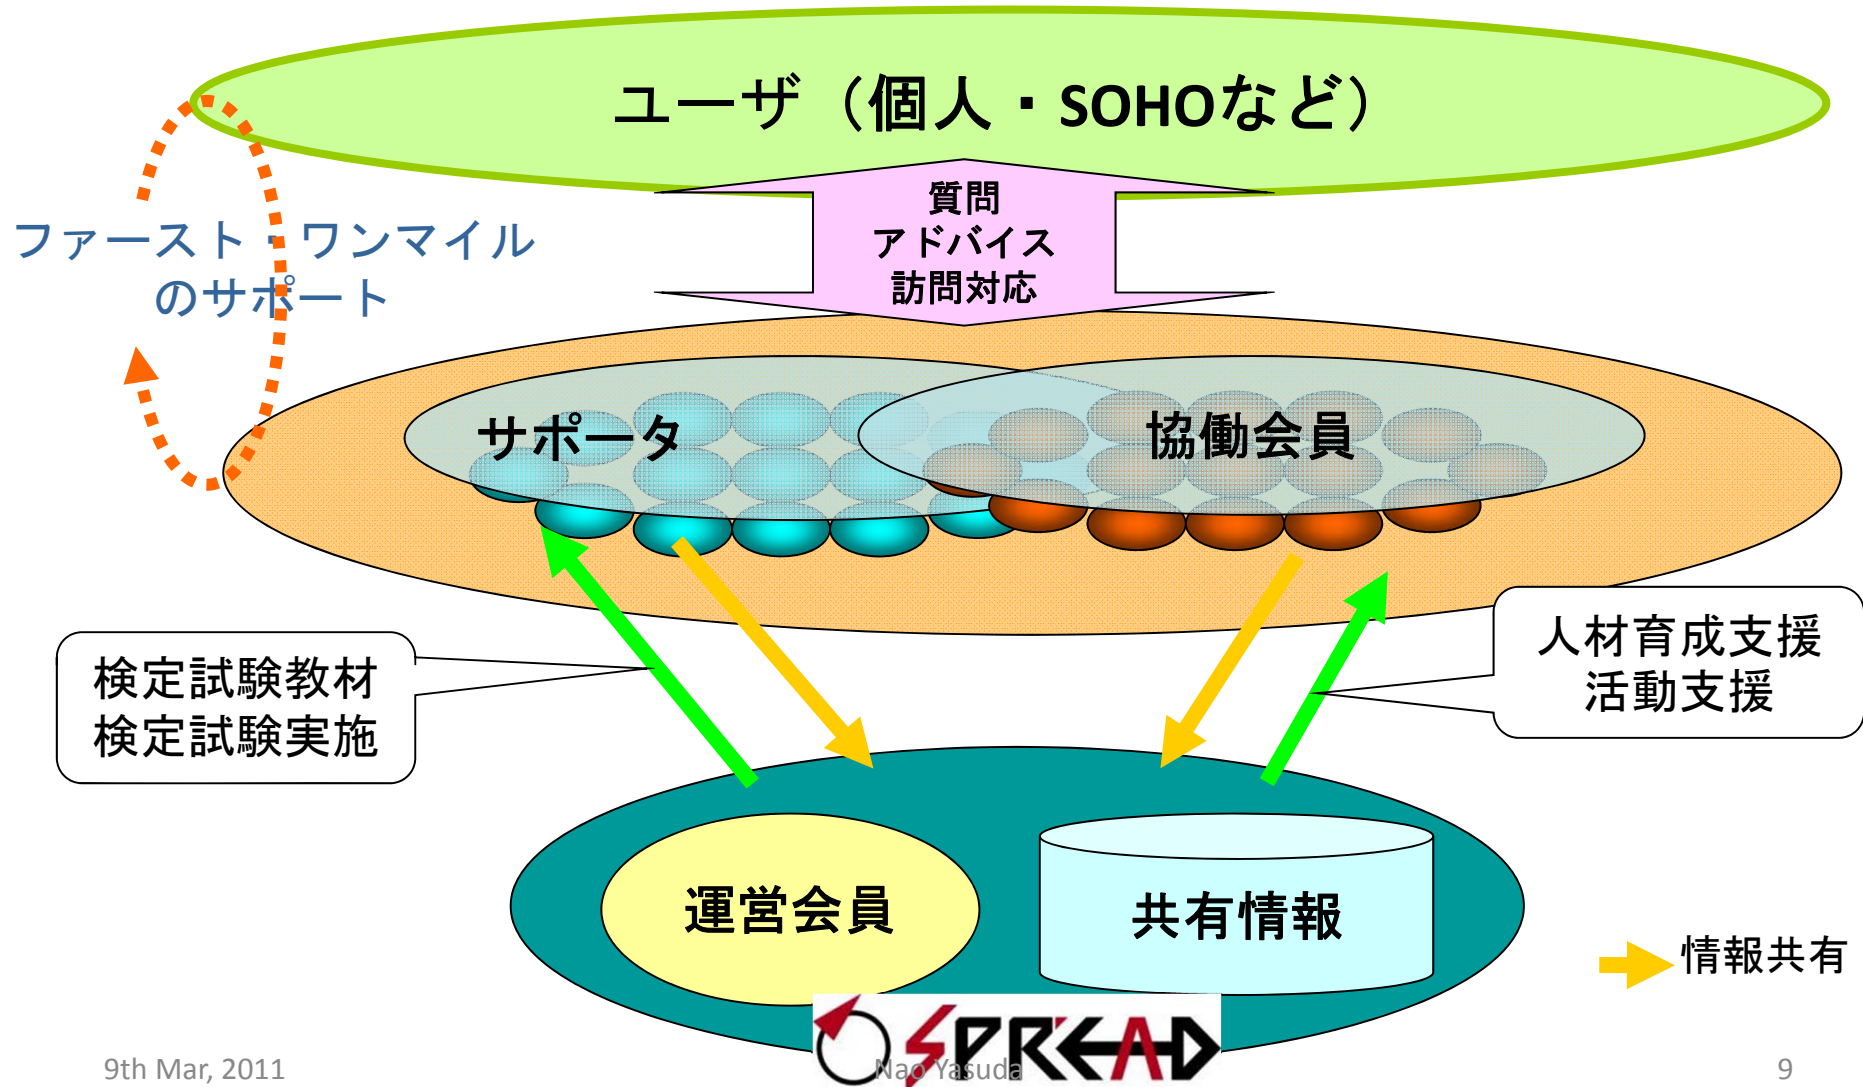 ユーザ（個人・SOHOなど）
質問
アドバイス
訪問対応
ファースト・ワンマイル
のサポート
サポータ
協働会員
検定試験教材
検定試験実施
人材育成支援
活動支援
運営会員
共有情報
情報共有
SPREAD
9th Mar, 2011
Nao Yasuda
9